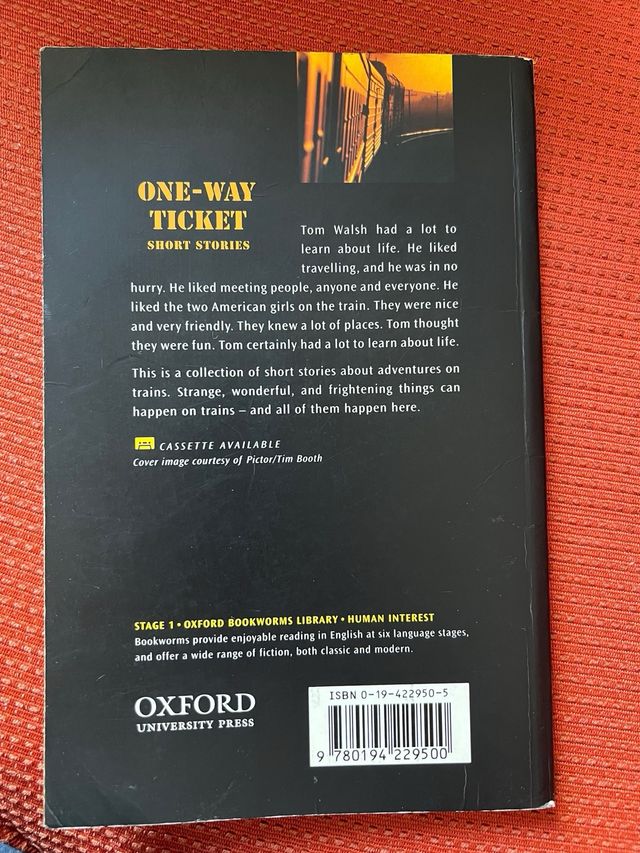 ONE-WAY
TICKET
SHORT STORIES
Tom Walsh had a lot to
learn about life. He liked
travelling, and he was in no
hurry. He liked meeting people, anyone and everyone. He
liked the two American girls on the train. They were nice
and very friendly. They knew a lot of places. Tom thought
they were fun. Tom certainly had a lot to learn about life.
This is a collection of short stories about adventures on
trains. Strange, wonderful, and frightening things can
happen on trains – and all of them happen here.
CASSETTE AVAILABLE
Cover image courtesy of Pictor/Tim Booth
STAGE 1 • OXFORD BOOKWORMS LIBRARY • HUMAN INTEREST
Bookworms provide enjoyable reading in English at six language stages,
and offer a wide range of fiction, both classic and modern.
OXFORD
UNIVERSITY PRESS
ISBN 0-19-422950-5
9 780194 229500